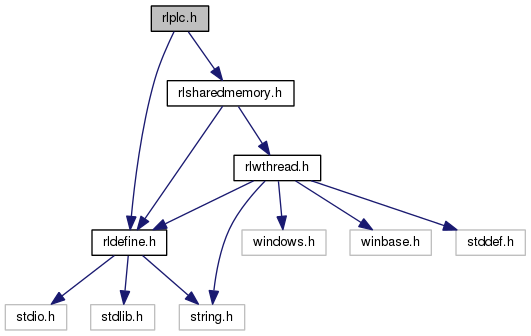 rlplc.h
rlsharedmemory.h
rlwthread.h
rldefine.h
windows.h
winbase.h
stddef.h
stdio.h
stdlib.h
string.h